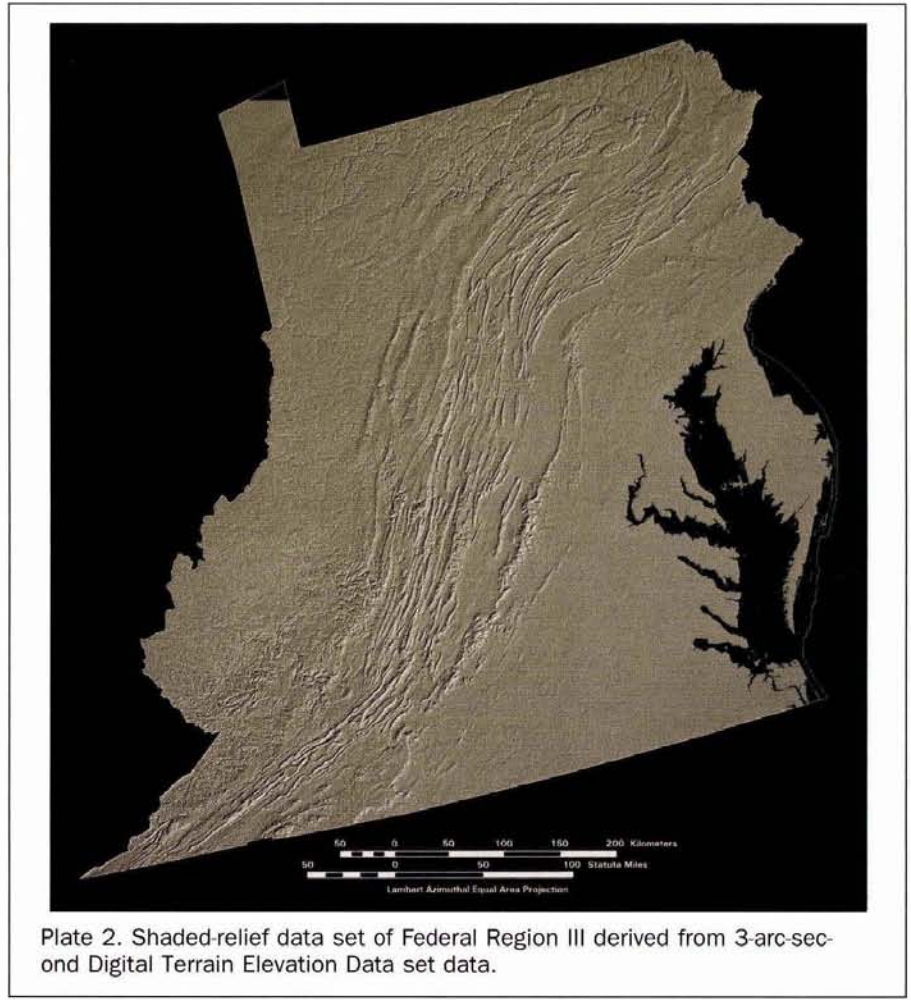 50 0 50 100 150 200 Kilometers
50 0 50 100 Statute Miles
Lambert Azimuthal Equal Area Projection
Plate 2. Shaded-relief data set of Federal Region III derived from 3-arc-sec-
ond Digital Terrain Elevation Data set data.